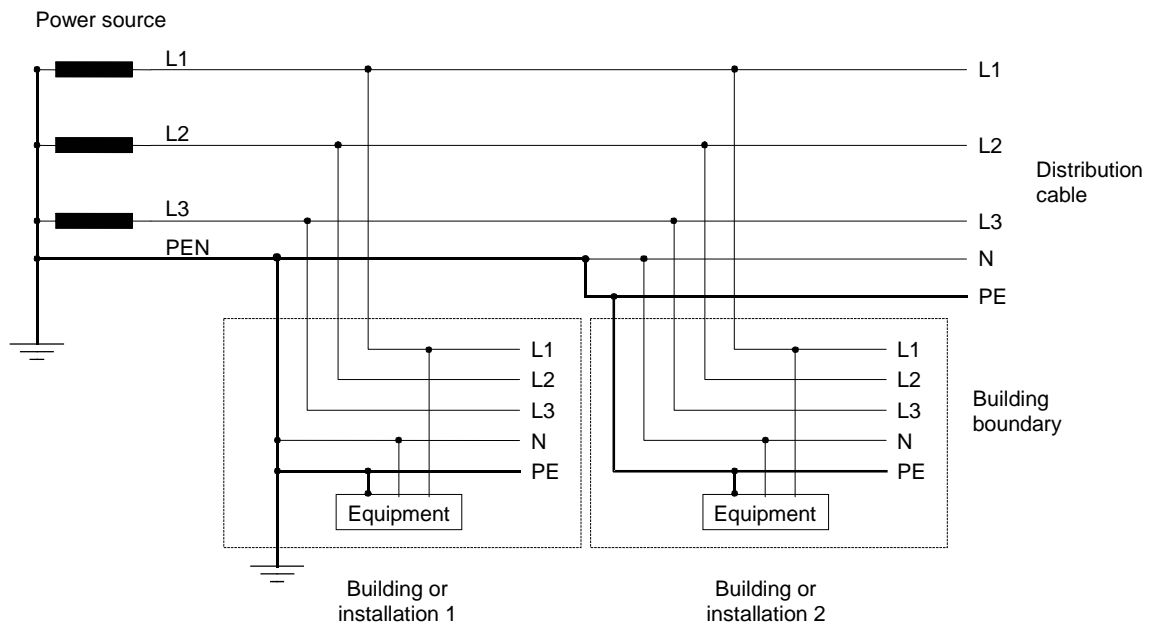 Power source
L1
L1
L2
L2
Distribution
cable
L3
L3
PEN
N
PE
L1
L2
L3
N
PE
Equipment
L1
L2
L3
N
PE
Equipment
Building
boundary
Building or
installation 1
Building or
installation 2